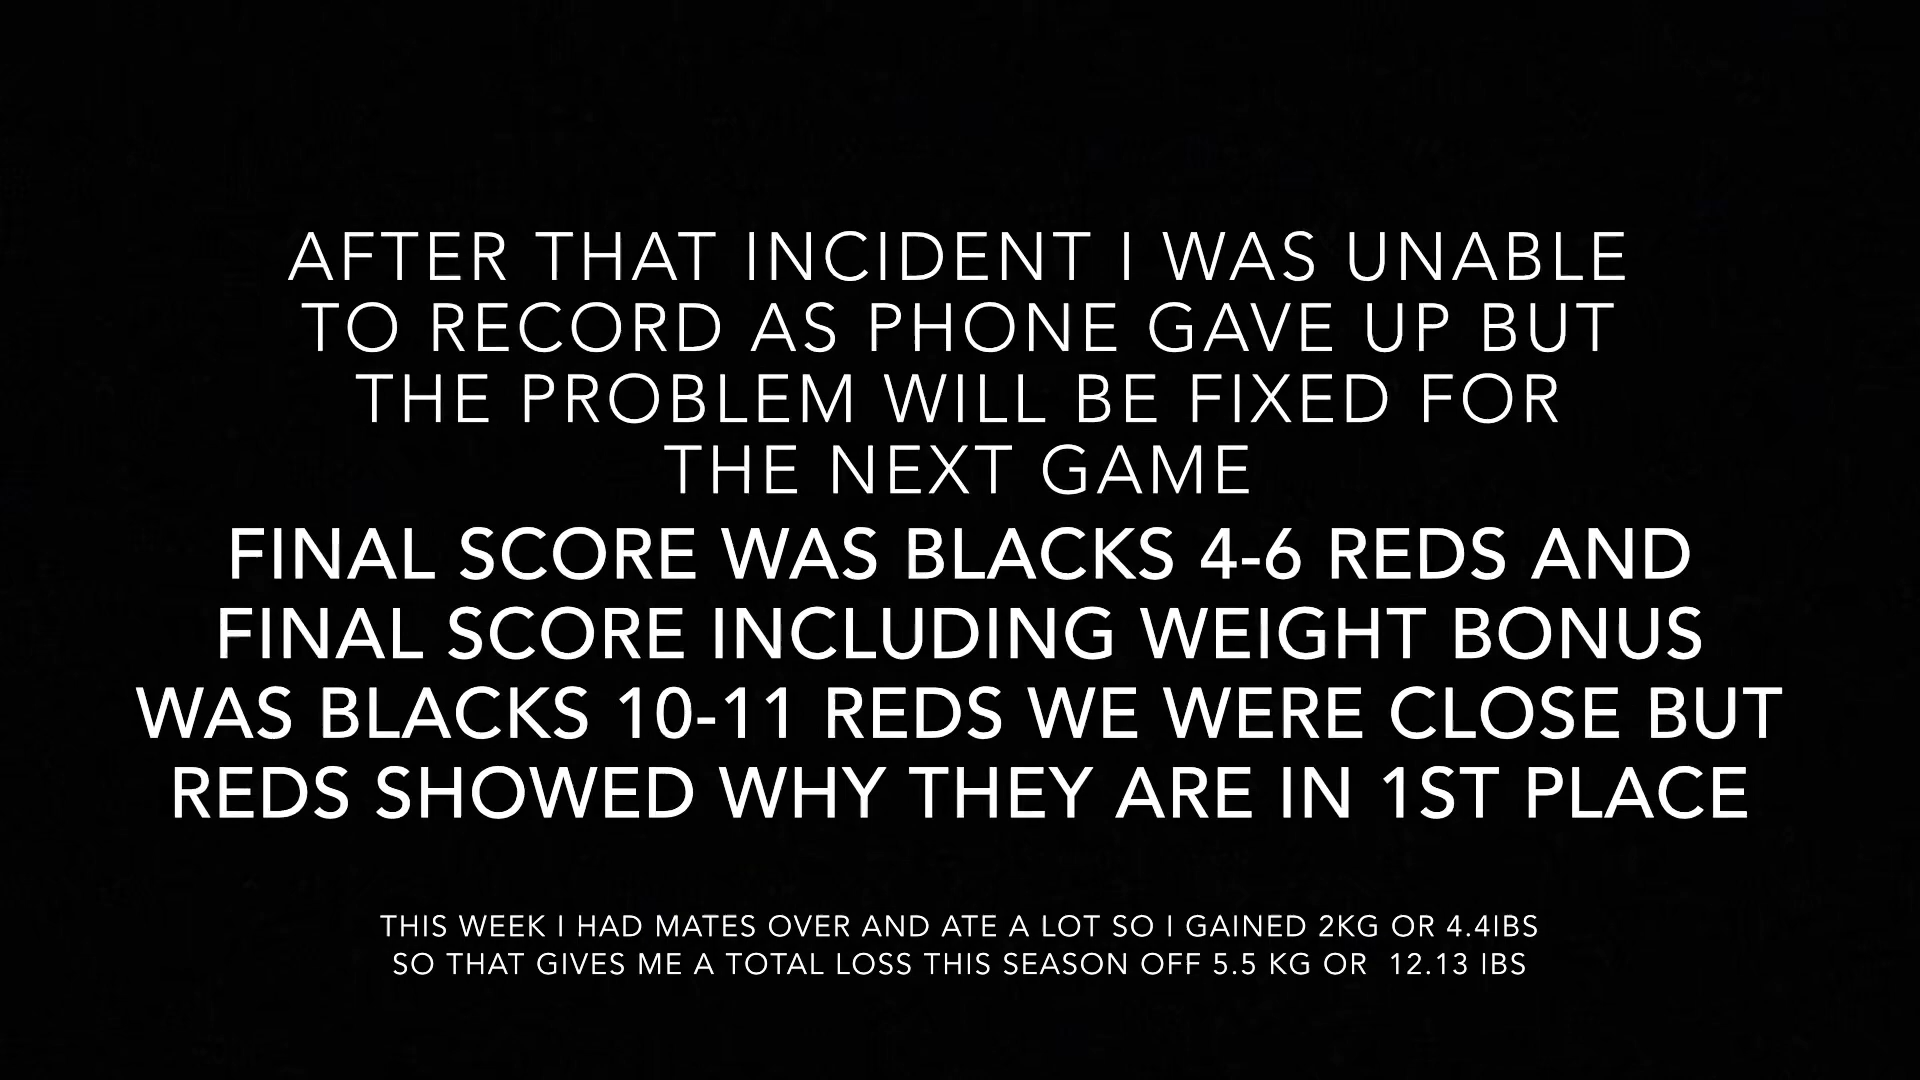 AFTER THAT INCIDENT I WAS UNABLE
TO RECORD AS PHONE GAVE UP BUT
THE PROBLEM WILL BE FIXED FOR
THE NEXT GAME
FINAL SCORE WAS BLACKS 4-6 REDS AND
FINAL SCORE INCLUDING WEIGHT BONUS
WAS BLACKS 10-11 REDS WE WERE CLOSE BUT
REDS SHOWED WHY THEY ARE IN 1ST PLACE
THIS WEEK I HAD MATES OVER AND ATE A LOT SO I GAINED 2KG OR 4.4IBS
SO THAT GIVES ME A TOTAL LOSS THIS SEASON OFF 5.5 KG OR  12.13 IBS